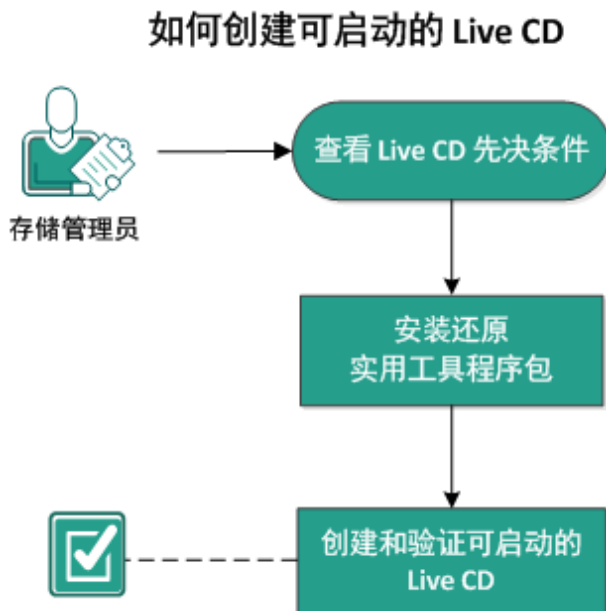 如何创建可启动的 Live CD
查看 Live CD 先决条件
存储管理员
安装还原
实用工具程序包
创建和验证可启动的
Live CD